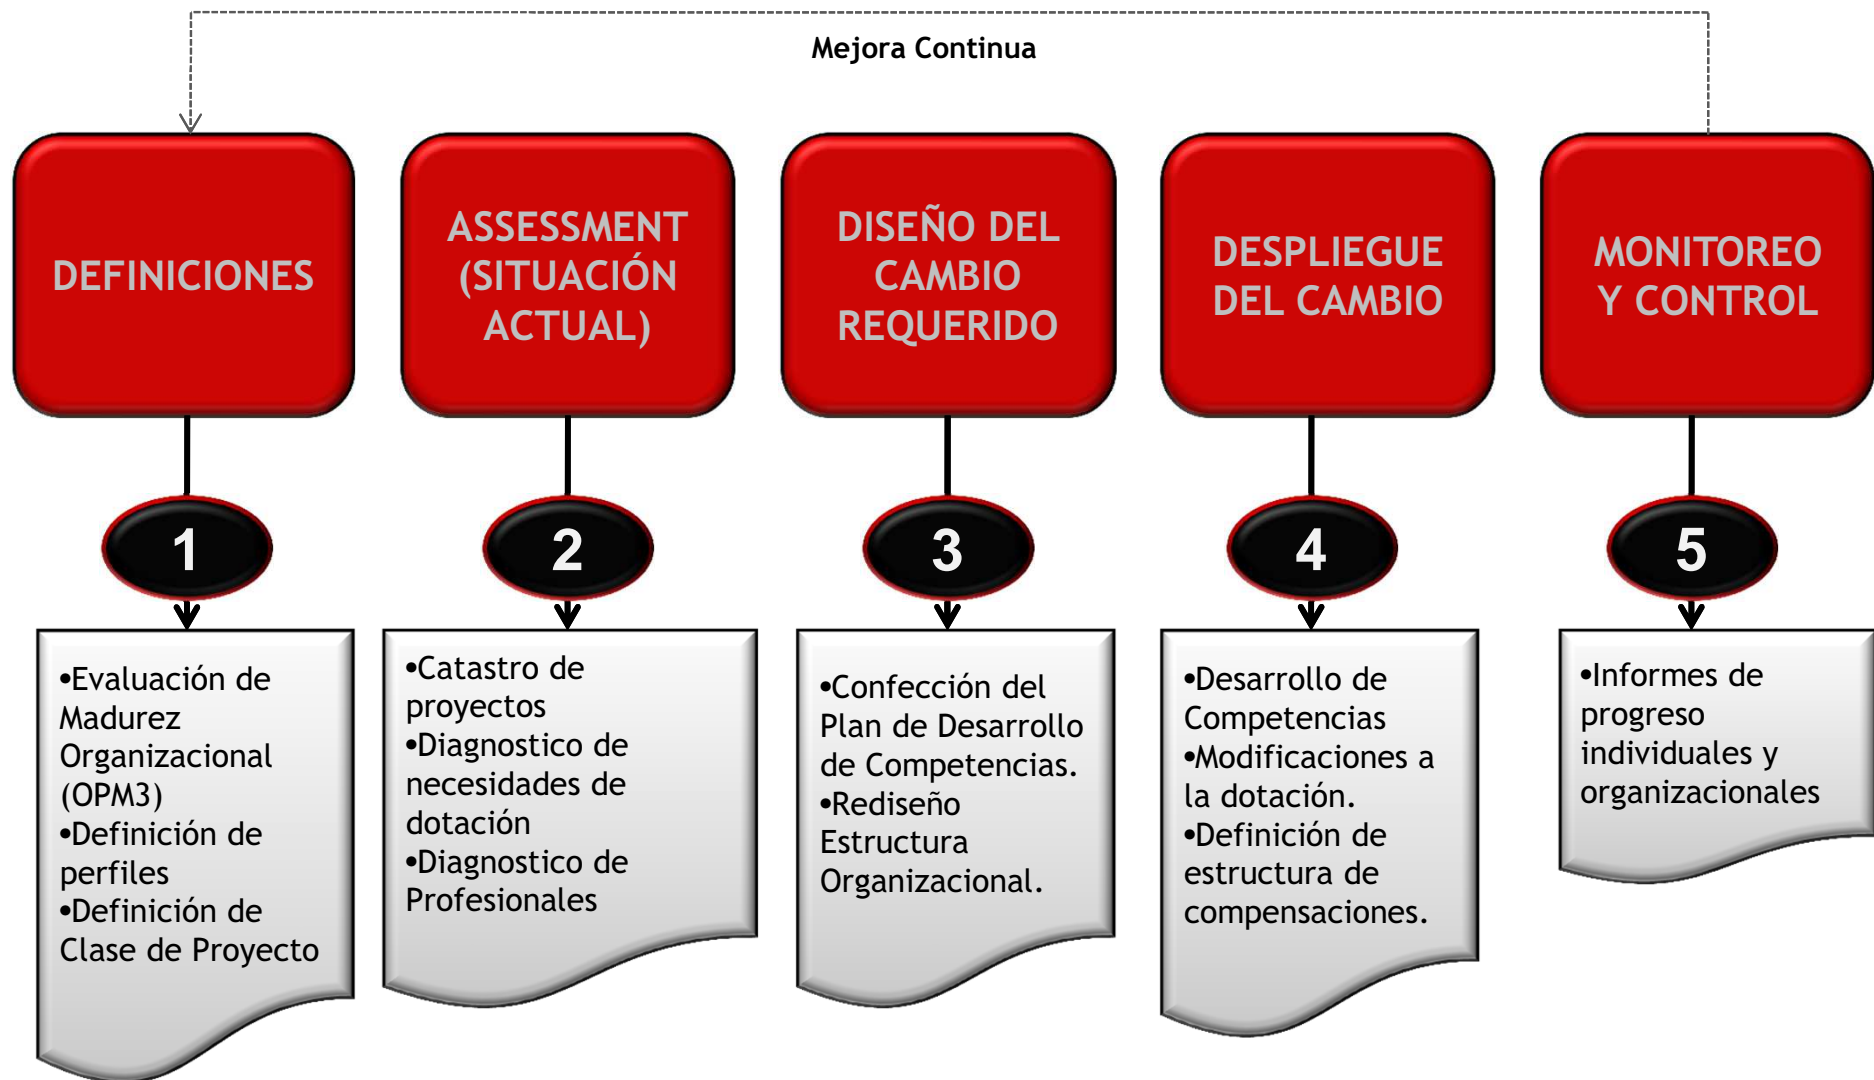 Mejora Continua
DEFINICIONES
ASSESSMENT
(SITUACIÓN
ACTUAL)
DISEÑO DEL
CAMBIO
REQUERIDO
DESPLIEGUE
DEL CAMBIO
MONITOREO
Y CONTROL
1
2
3
4
5
•Evaluación de
Madurez
Organizacional
(OPM3)
•Definición de
perfiles
•Definición de
Clase de Proyecto
•Catastro de
proyectos
•Diagnostico de
necesidades de
dotación
•Diagnostico de
Profesionales
•Confección del
Plan de Desarrollo
de Competencias.
•Rediseño
Estructura
Organizacional.
•Desarrollo de
Competencias
•Modificaciones a
la dotación.
•Definición de
estructura de
compensaciones.
•Informes de
progreso
individuales y
organizacionales